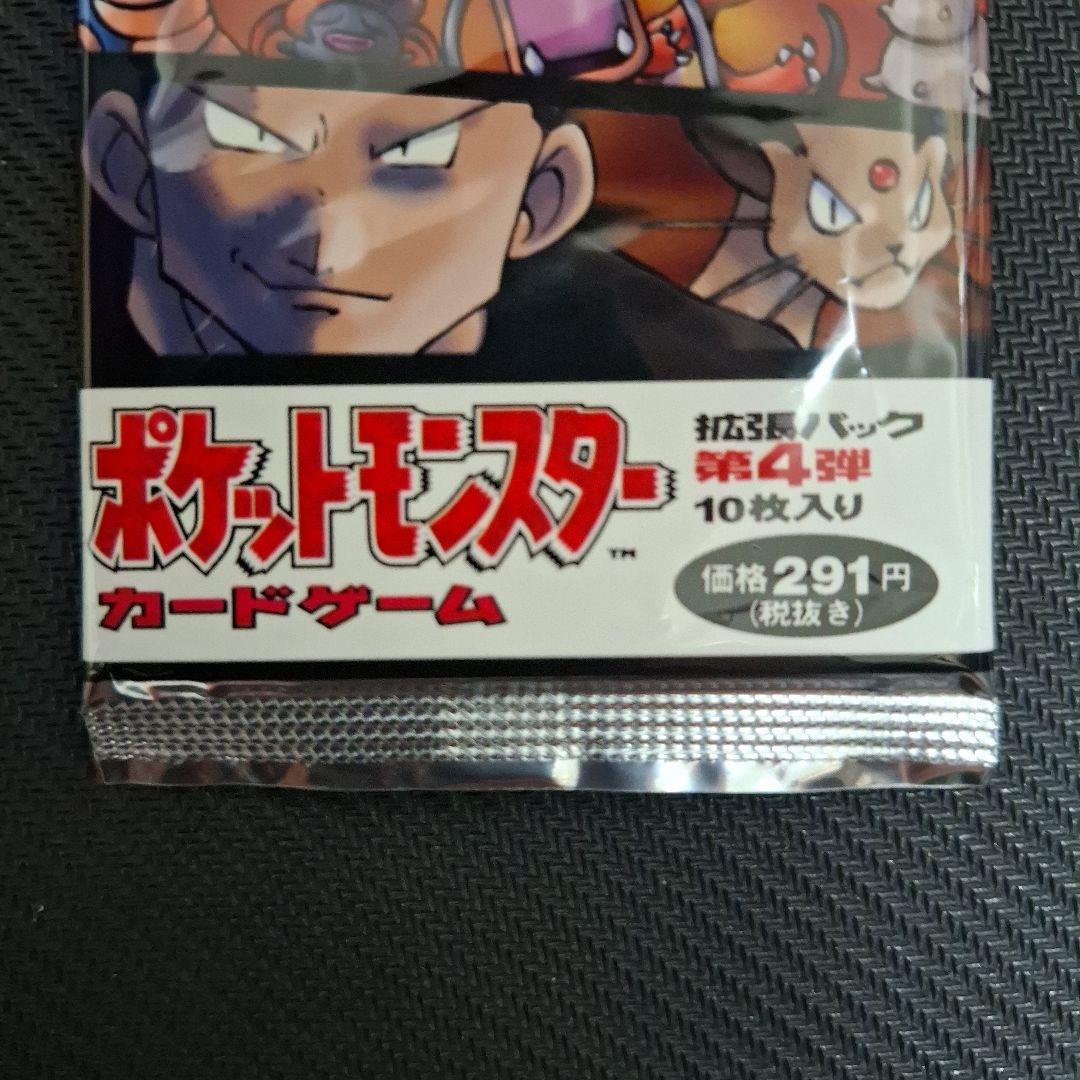 ポケットモンスター
™
カードゲーム
拡張パック
第4弾
10枚入り
価格291円
(税抜き)